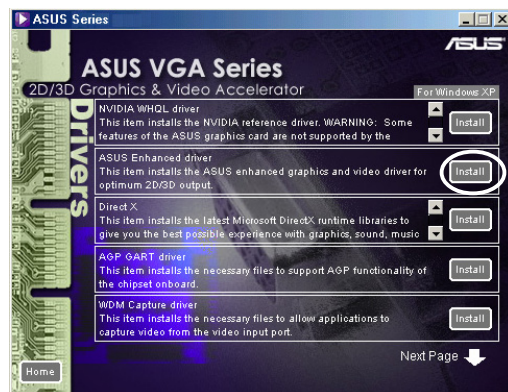 ASUS Series
ASUS
ASUS VGA Series
2D/3D Graphics & Video Accelerator
For Windows XP
Drivers
NVIDIA WHQL driver
This item installs the NVIDIA reference driver. WARNING: Some
features of the ASUS graphics card are not supported by the
Install
ASUS Enhanced driver
This item installs the ASUS enhanced graphics and video driver for
optimum 2D/3D output.
Install
Direct X
This item installs the latest Microsoft DirectX runtime libraries to
give you the best possible experience with graphics, sound, music
Install
AGP GART driver
This item installs the necessary files to support AGP functionality of
the chipset onboard.
Install
WDM Capture driver
This item installs the necessary files to allow applications to
capture video from the video input port.
Install
Next Page
Home